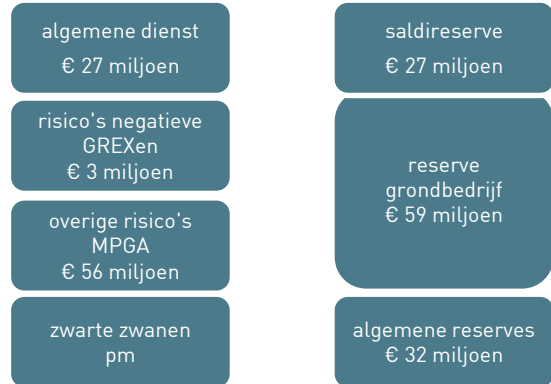 algemene dienst
€ 27 miljoen
risico's negatieve
GREXen
€ 3 miljoen
overige risico's
MPGA
€ 56 miljoen
zwarte zwanen
pm
saldireserve
€ 27 miljoen
reserve
grondbedrijf
€ 59 miljoen
algemene reserves
€ 32 miljoen